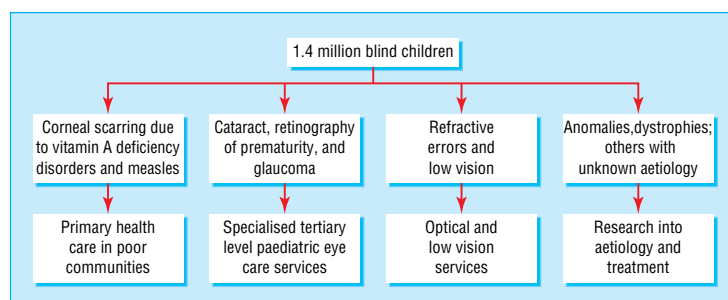 1.4 million blind children
Corneal scarring due
to vitamin A deficiency
disorders and measles
Cataract, retinography
of prematurity, and
glaucoma
Refractive
errors and
low vision
Anomalies,dystrophies;
others with
unknown aetiology
Primary health
care in poor
communities
Specialised tertiary
level paediatric eye
care services
Optical and
low vision
services
Research into
aetiology and
treatment